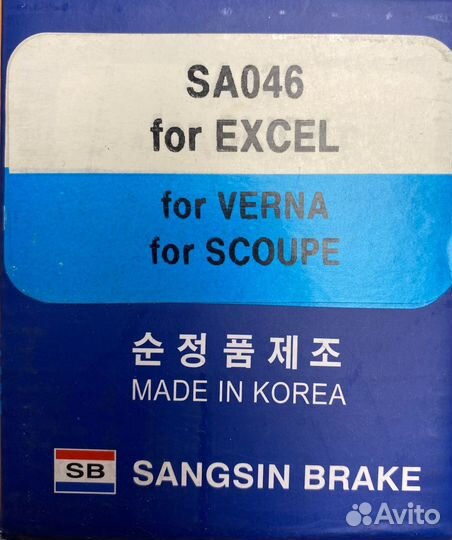 SA046
for EXCEL
for VERNA
for SCOUPE
순정품제조
MADE IN KOREA
SB SANGSIN BRAKE
Avito